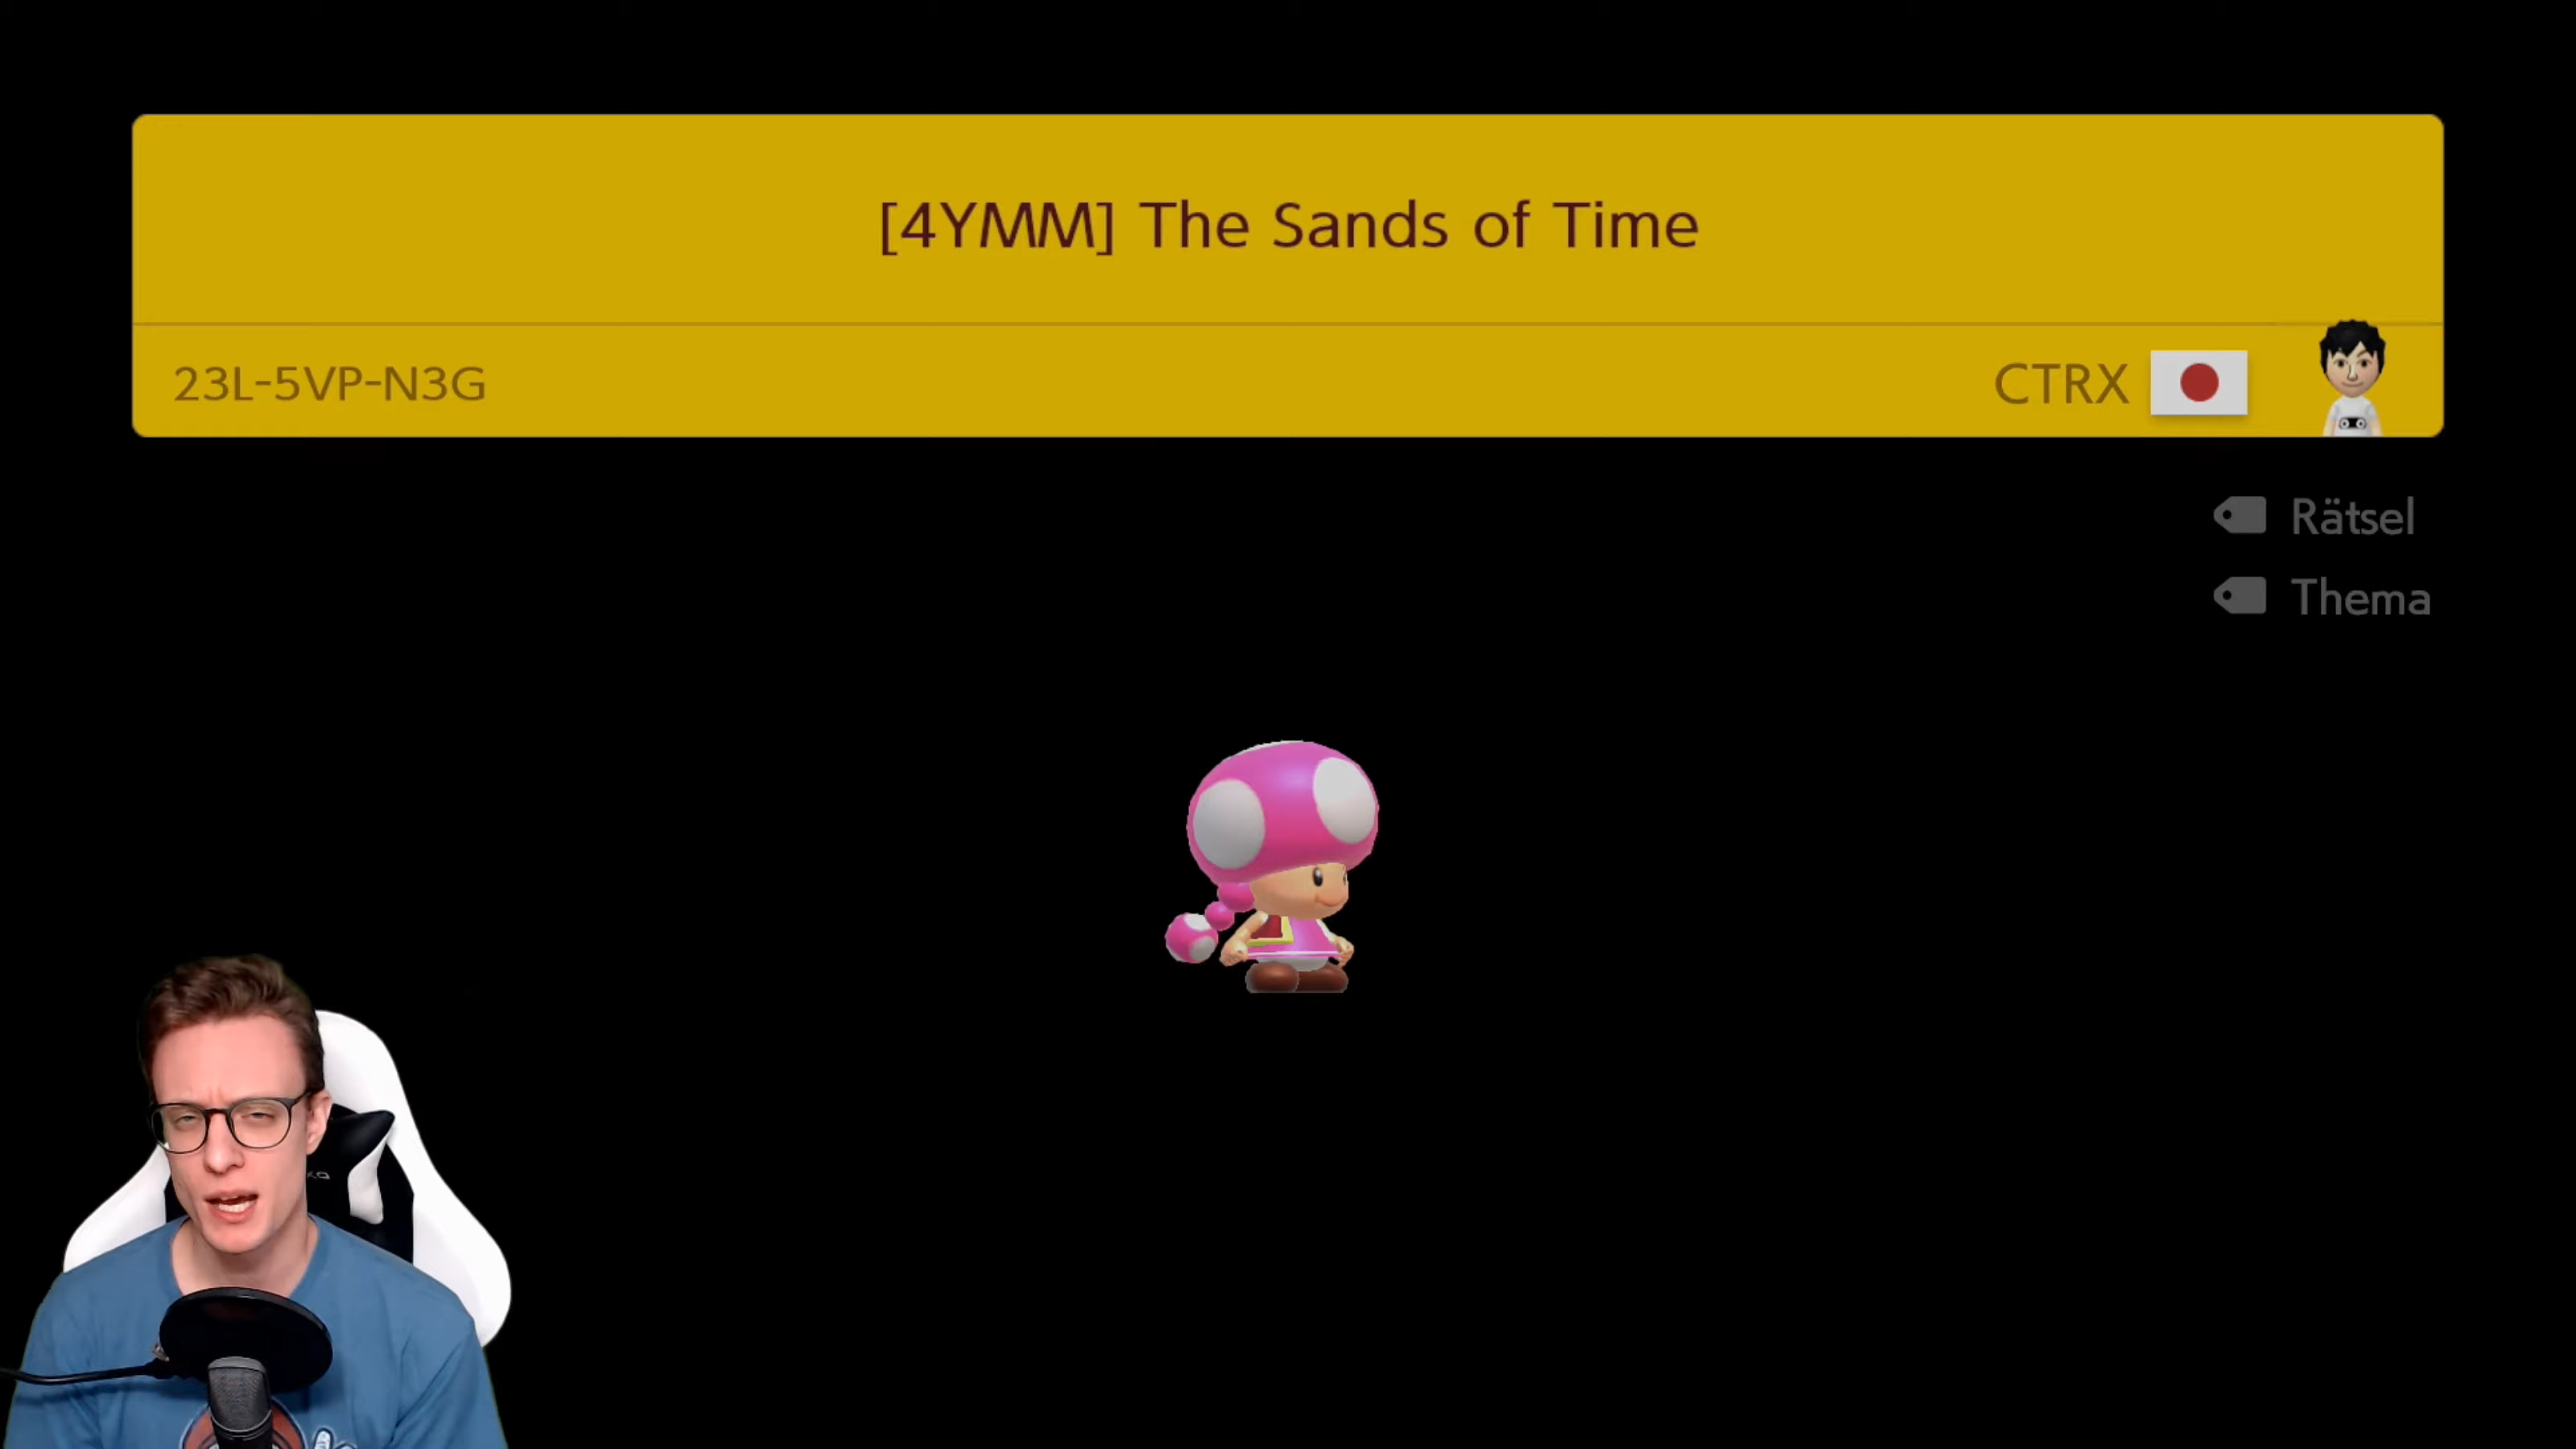 [4YMM] The Sands of Time
23L-5VP-N3G
CTRX
Rätsel
Thema